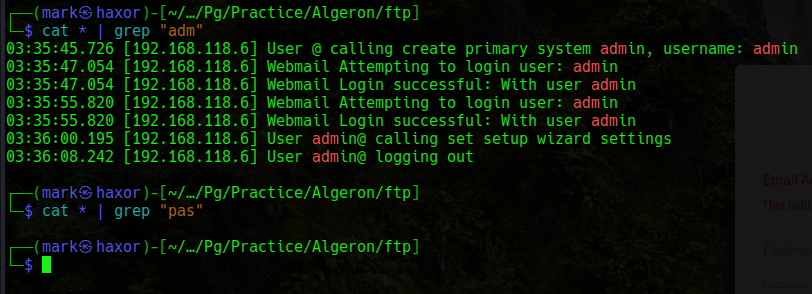 ┌──(mark㉿haxor)-[~/…/Pg/Practice/Algeron/ftp]
└─$ cat * | grep "adm"
03:35:45.726 [192.168.118.6] User @ calling create primary system admin, username: admin
03:35:47.054 [192.168.118.6] Webmail Attempting to login user: admin
03:35:47.054 [192.168.118.6] Webmail Login successful: With user admin
03:35:55.820 [192.168.118.6] Webmail Attempting to login user: admin
03:35:55.820 [192.168.118.6] Webmail Login successful: With user admin
03:36:00.195 [192.168.118.6] User admin@ calling set setup wizard settings
03:36:08.242 [192.168.118.6] User admin@ logging out
┌──(mark㉿haxor)-[~/…/Pg/Practice/Algeron/ftp]
└─$ cat * | grep "pas"
┌──(mark㉿haxor)-[~/…/Pg/Practice/Algeron/ftp]
└─$
Email A
This field
Passwo
Langua